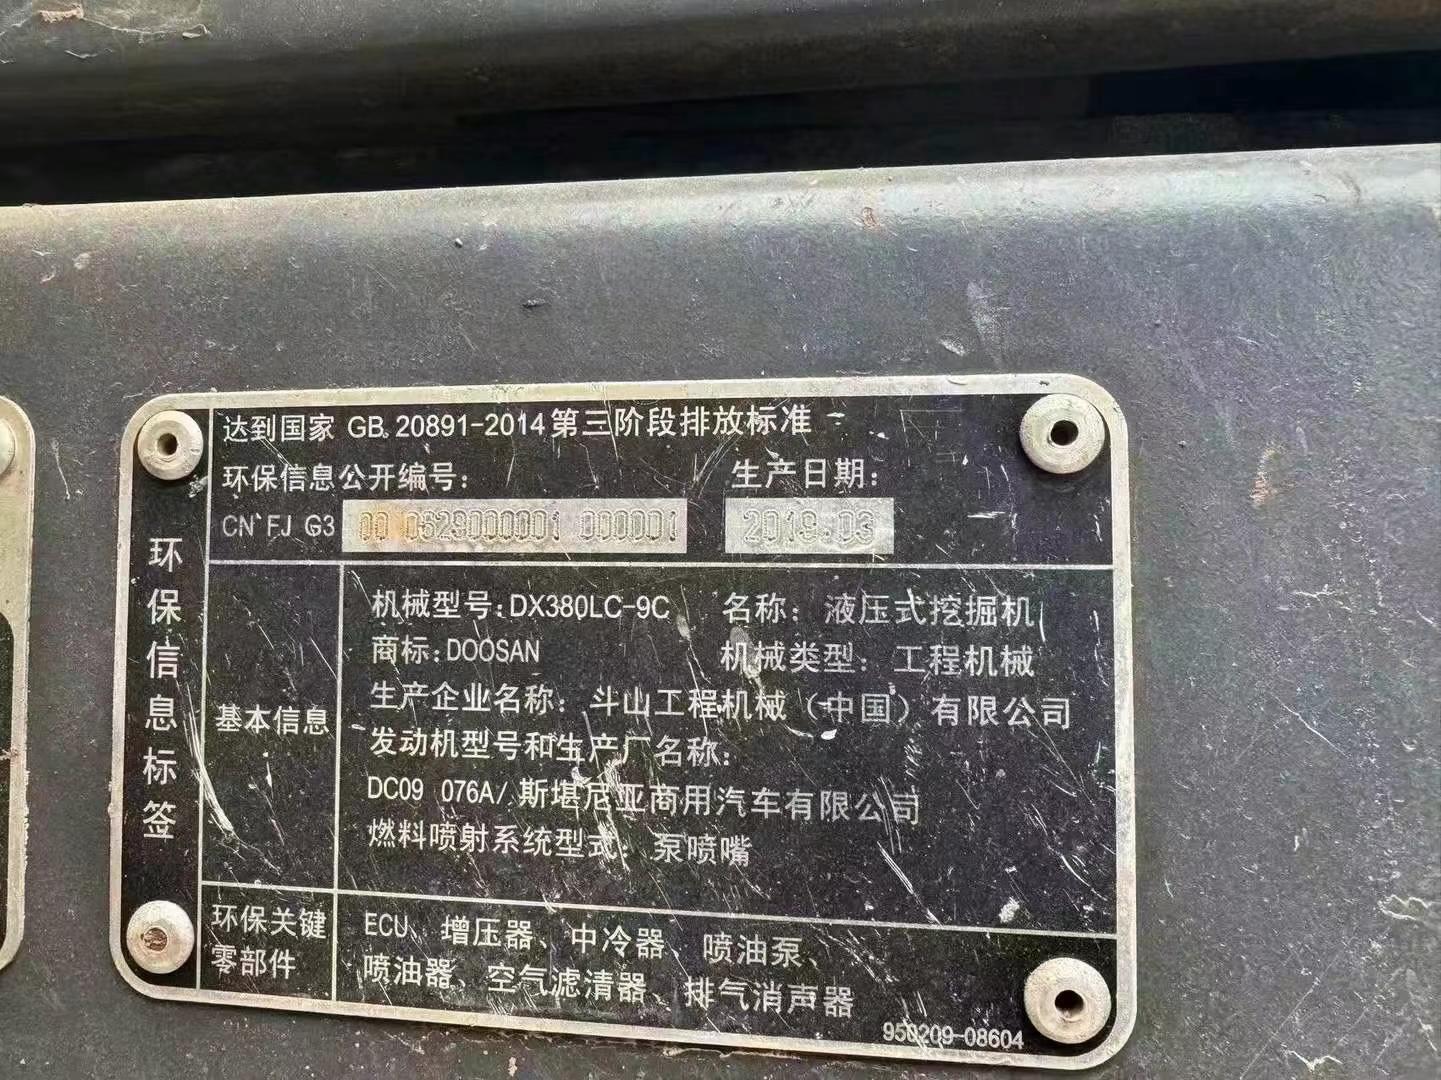 环保信息标签
达到国家 GB 20891-2014第三阶段排放标准
环保信息公开编号: 生产日期:
CN FJ G3 00 0629000001 000001 2019.03
基本信息
机械型号:DX380LC-9C 名称: 液压式挖掘机
商标:DOOSAN 机械类型: 工程机械
生产企业名称: 斗山工程机械(中国)有限公司
发动机型号和生产厂名称:
DC09 076A/ 斯堪尼亚商用汽车有限公司
燃料喷射系统型式: 泵喷嘴
环保关键
零部件
ECU、增压器、中冷器、喷油泵、
喷油器、空气滤清器、排气消声器
950209-08604